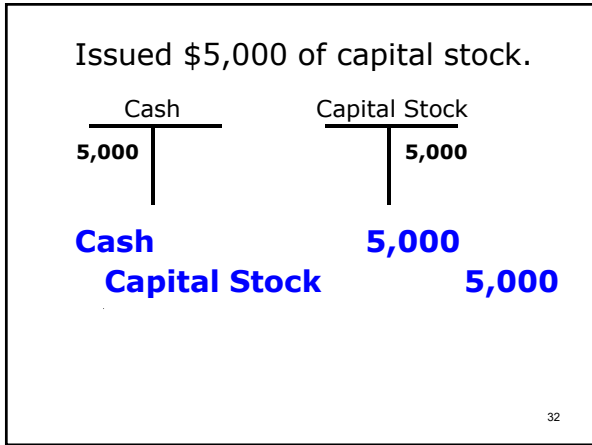 Issued $5,000 of capital stock.
Cash Capital Stock
5,000 5,000
Cash 5,000
Capital Stock 5,000
32